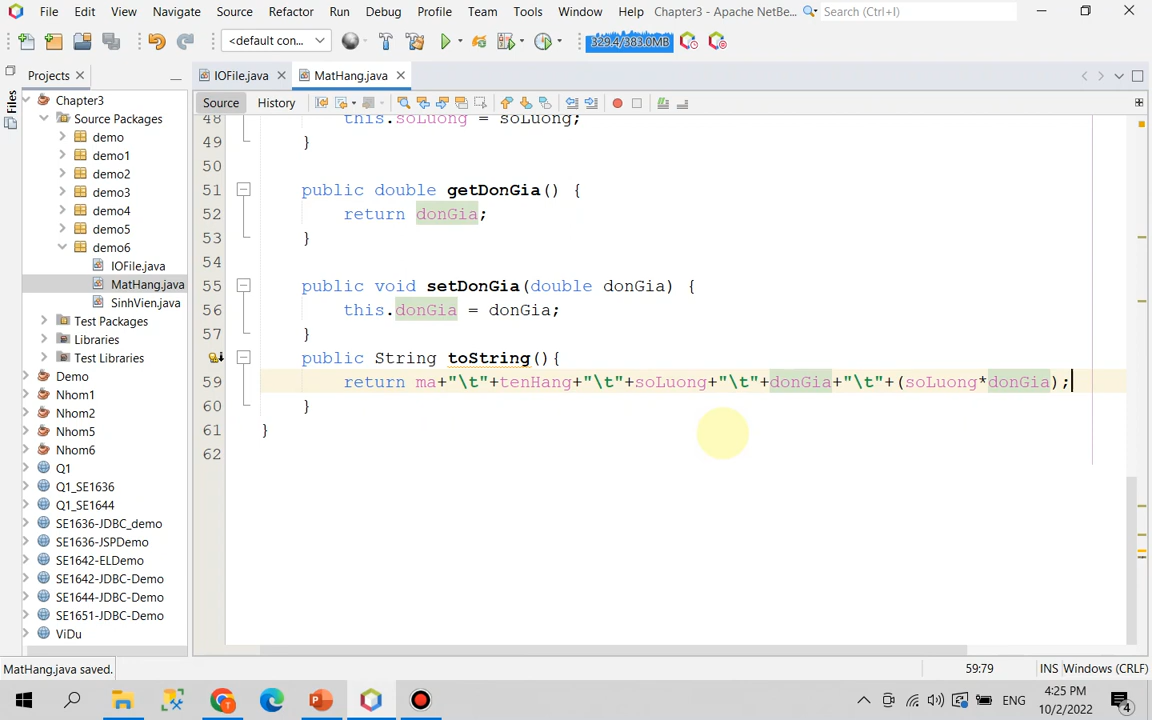 File Edit View Navigate Source Refactor Run Debug Profile Team Tools Window Help Chapter3 - Apache NetBe... Search (Ctrl+I)
<default con... 329.4/383.0MB
Projects IOFile.java MatHang.java
Files
Source History
Chapter3
Source Packages
demo
demo1
demo2
demo3
demo4
demo5
demo6
IOFile.java
MatHang.java
SinhVien.java
Test Packages
Libraries
Test Libraries
Demo
Nhom1
Nhom2
Nhom5
Nhom6
Q1
Q1_SE1636
Q1_SE1644
SE1636-JDBC_demo
SE1636-JSPDemo
SE1642-ELDemo
SE1642-JDBC-Demo
SE1644-JDBC-Demo
SE1651-JDBC-Demo
ViDu
48 this.soLuong = soLuong;
49 }
50
51 public double getDonGia() {
52 return donGia;
53 }
54
55 public void setDonGia(double donGia) {
56 this.donGia = donGia;
57 }
public String toString(){
59 return ma+"\t"+tenHang+"\t"+soLuong+"\t"+donGia+"\t"+(soLuong*donGia);
60 }
61 }
62
MatHang.java saved. 59:79 INS Windows (CRLF)
ENG 4:25 PM
10/2/2022 4